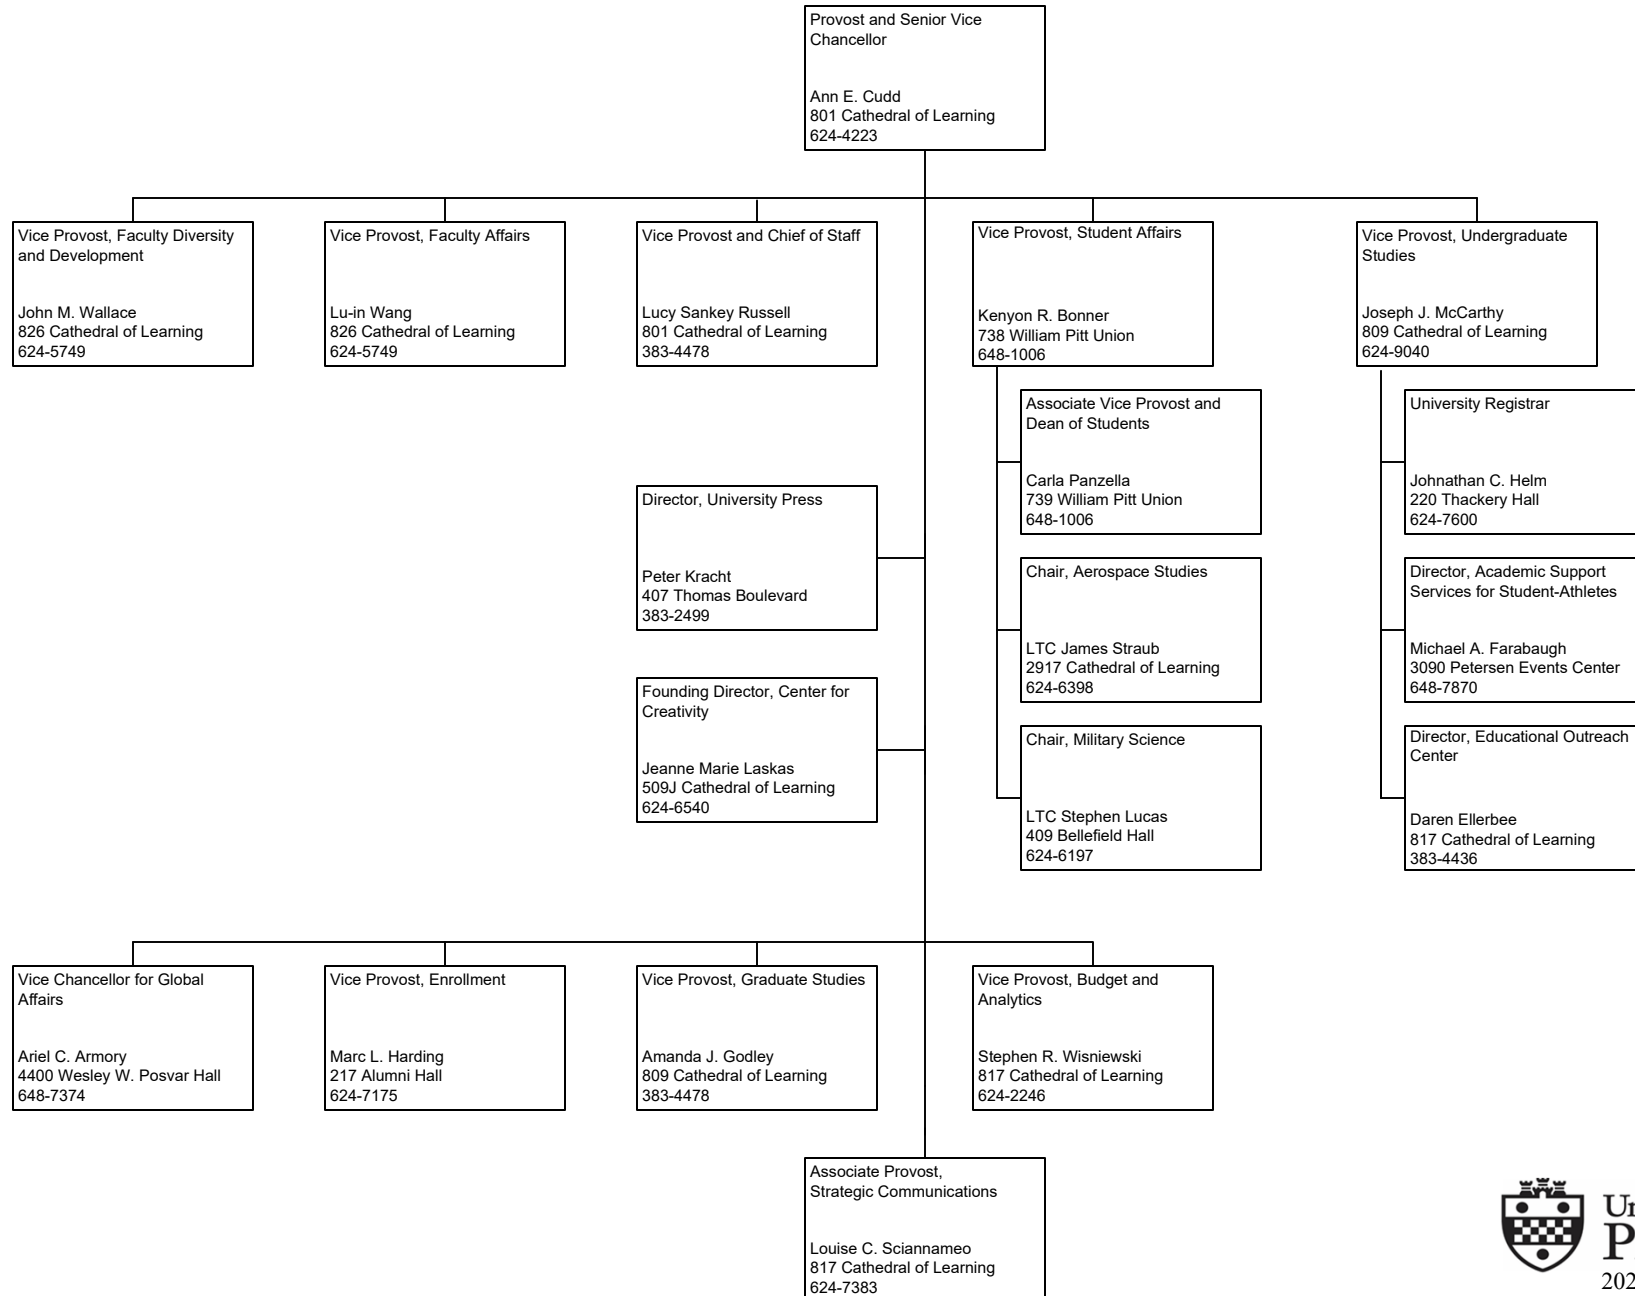 Provost and Senior Vice
Chancellor
Ann E. Cudd
801 Cathedral of Learning
624-4223
Vice Provost, Faculty Diversity
and Development
John M. Wallace
826 Cathedral of Learning
624-5749
Vice Provost, Faculty Affairs
Lu-in Wang
826 Cathedral of Learning
624-5749
Vice Provost and Chief of Staff
Lucy Sankey Russell
801 Cathedral of Learning
383-4478
Vice Provost, Student Affairs
Kenyon R. Bonner
738 William Pitt Union
648-1006
Vice Provost, Undergraduate
Studies
Joseph J. McCarthy
809 Cathedral of Learning
624-9040
Associate Vice Provost and
Dean of Students
Carla Panzella
739 William Pitt Union
648-1006
University Registrar
Johnathan C. Helm
220 Thackery Hall
624-7600
Director, University Press
Peter Kracht
407 Thomas Boulevard
383-2499
Chair, Aerospace Studies
LTC James Straub
2917 Cathedral of Learning
624-6398
Director, Academic Support
Services for Student-Athletes
Michael A. Farabaugh
3090 Petersen Events Center
648-7870
Founding Director, Center for
Creativity
Jeanne Marie Laskas
509J Cathedral of Learning
624-6540
Chair, Military Science
LTC Stephen Lucas
409 Bellefield Hall
624-6197
Director, Educational Outreach
Center
Daren Ellerbee
817 Cathedral of Learning
383-4436
Vice Chancellor for Global
Affairs
Ariel C. Armory
4400 Wesley W. Posvar Hall
648-7374
Vice Provost, Enrollment
Marc L. Harding
217 Alumni Hall
624-7175
Vice Provost, Graduate Studies
Amanda J. Godley
809 Cathedral of Learning
383-4478
Vice Provost, Budget and
Analytics
Stephen R. Wisniewski
817 Cathedral of Learning
624-2246
Associate Provost,
Strategic Communications
Louise C. Sciannameo
817 Cathedral of Learning
624-7383